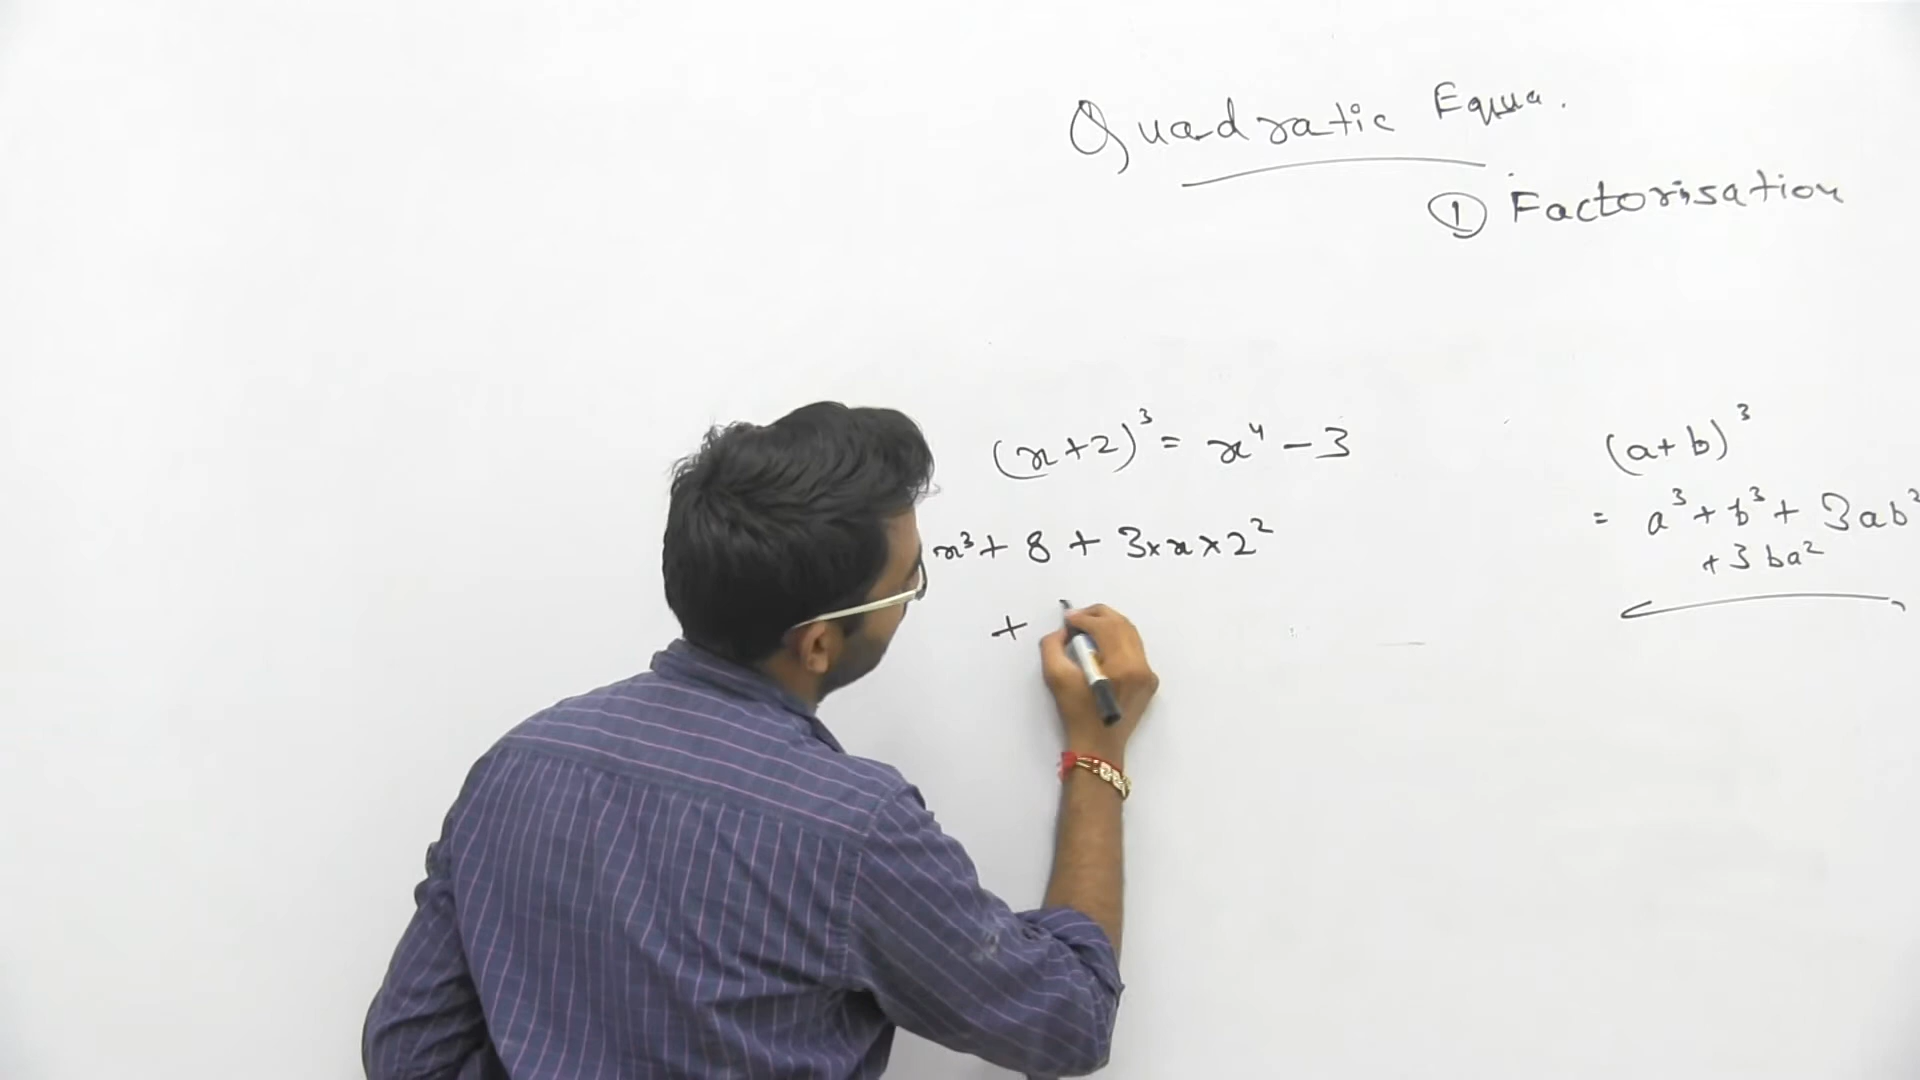 Quadratic Equa.
① Factorisation
(x+2)³ = x⁴ - 3
x³ + 8 + 3×x×2²
+
(a+b)³
= a³ + b³ + 3ab²
+ 3ba²